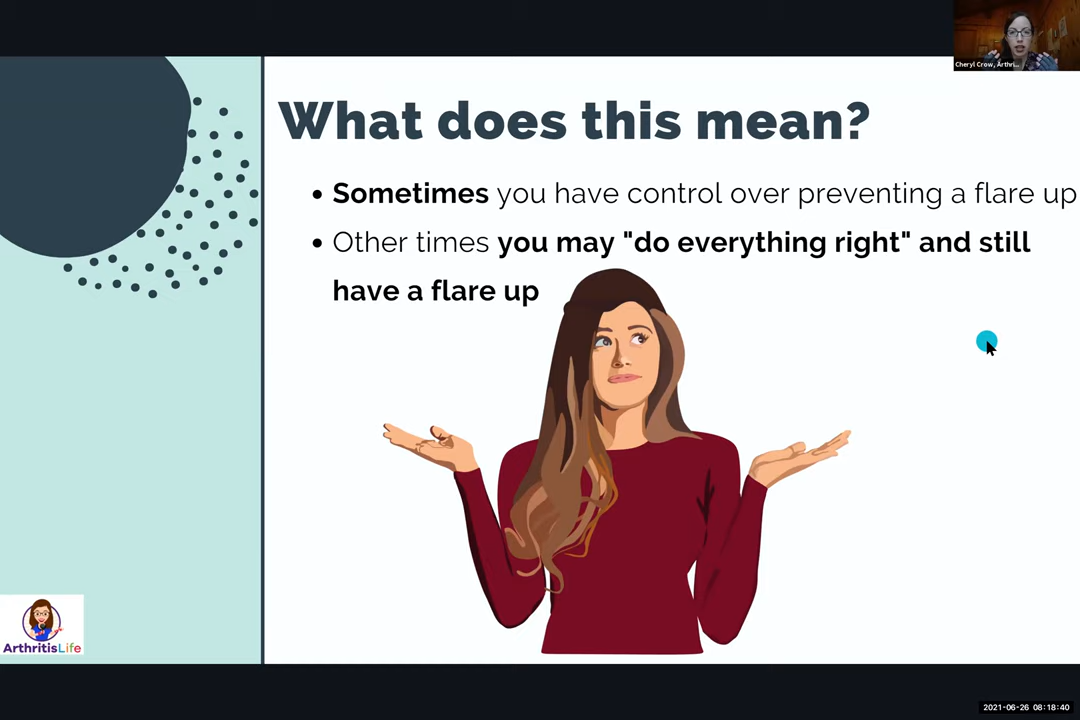 Cheryl Crow, Arthri...
What does this mean?
• Sometimes you have control over preventing a flare up
• Other times you may "do everything right" and still
have a flare up
ArthritisLife
2021-06-26 08:18:40